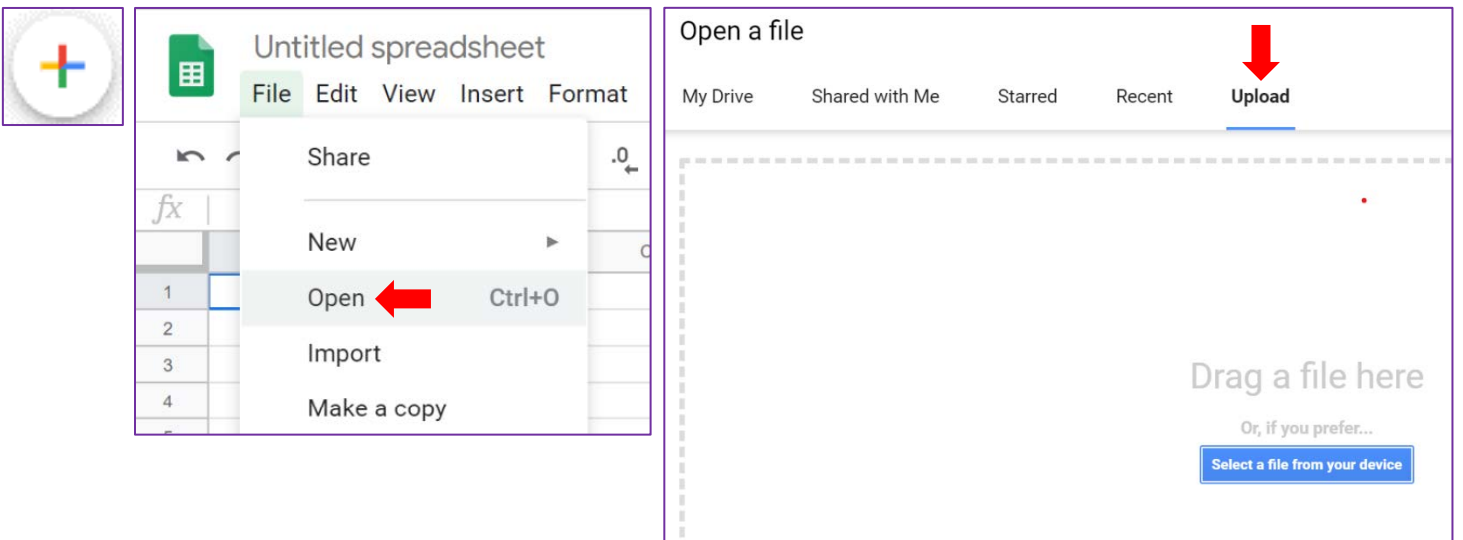 Untitled spreadsheet
File Edit View Insert Format
Share
.0
fx
New
1
Open Ctrl+O
2
Import
3
Make a copy
4
Open a file
My Drive Shared with Me Starred Recent Upload
Drag a file here
Or, if you prefer...
Select a file from your device